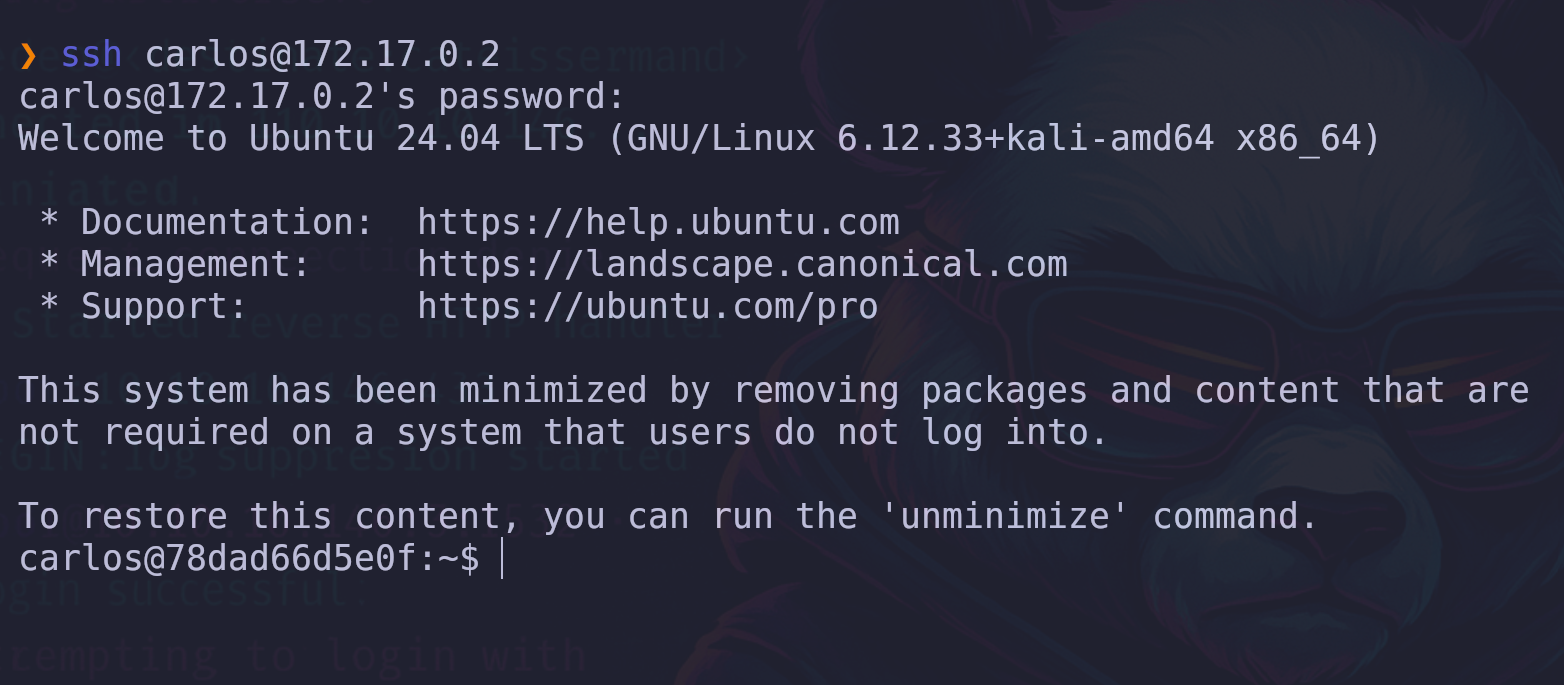 ❯ ssh carlos@172.17.0.2
carlos@172.17.0.2's password:
Welcome to Ubuntu 24.04 LTS (GNU/Linux 6.12.33+kali-amd64 x86_64)
 * Documentation:  https://help.ubuntu.com
 * Management:     https://landscape.canonical.com
 * Support:        https://ubuntu.com/pro
This system has been minimized by removing packages and content that are
not required on a system that users do not log into.
To restore this content, you can run the 'unminimize' command.
carlos@78dad66d5e0f:~$